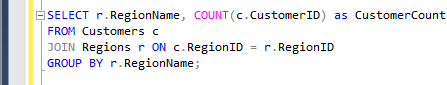 SELECT r.RegionName, COUNT(c.CustomerID) as CustomerCount
FROM Customers c
JOIN Regions r ON c.RegionID = r.RegionID
GROUP BY r.RegionName;